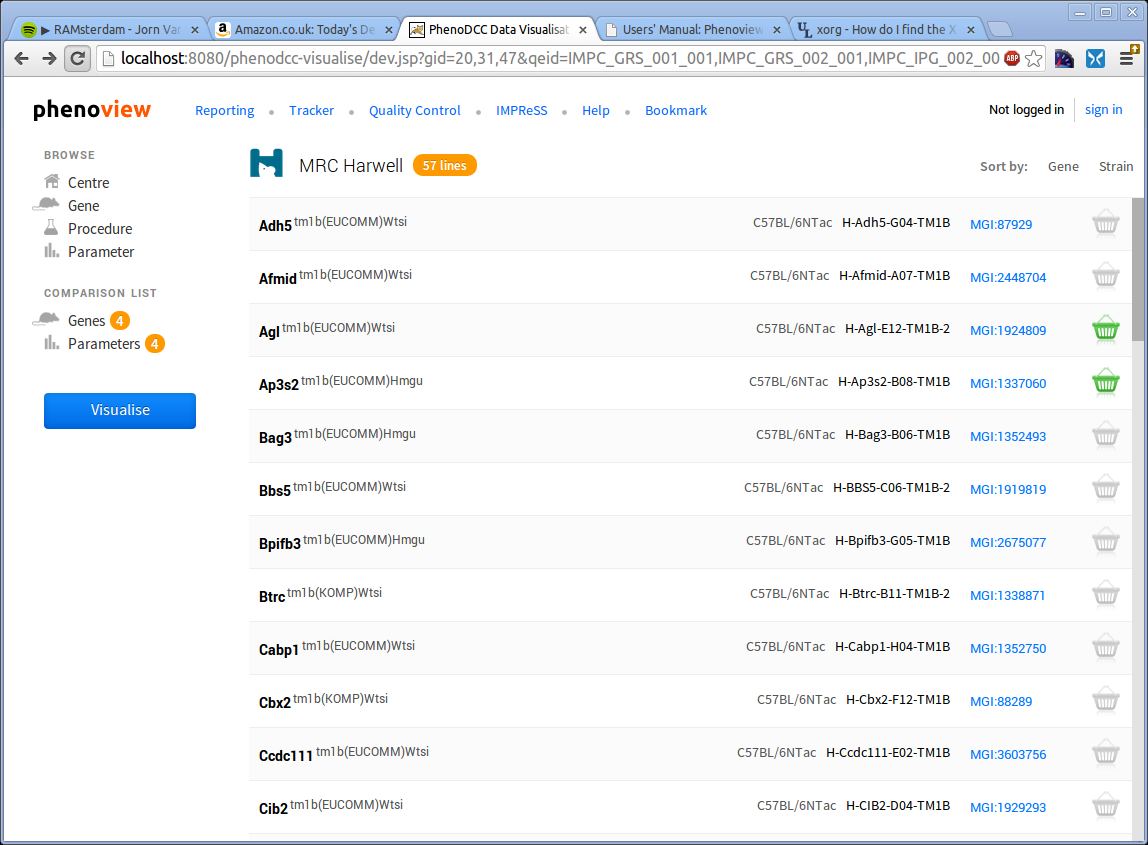 ▶ RAMsterdam - Jorn Var
Amazon.co.uk: Today's De
PhenoDCC Data Visualisat
Users' Manual: Phenoview
xorg - How do I find the X
localhost:8080/phenodcc-visualise/dev.jsp?gid=20,31,47&qeid=IMPC_GRS_001_001,IMPC_GRS_002_001,IMPC_IPG_002_00
ABP
phenoview
Reporting • Tracker • Quality Control • IMPReSS • Help • Bookmark
Not logged in
sign in
BROWSE
Centre
Gene
Procedure
Parameter
COMPARISON LIST
Genes 4
Parameters 4
Visualise
MRC Harwell 57 lines
Sort by: Gene Strain
Adh5 tm1b(EUCOMM)Wtsi C57BL/6NTac H-Adh5-G04-TM1B MGI:87929
Afmid tm1b(EUCOMM)Wtsi C57BL/6NTac H-Afmid-A07-TM1B MGI:2448704
Agl tm1b(EUCOMM)Wtsi C57BL/6NTac H-Agl-E12-TM1B-2 MGI:1924809
Ap3s2 tm1b(EUCOMM)Hmgu C57BL/6NTac H-Ap3s2-B08-TM1B MGI:1337060
Bag3 tm1b(EUCOMM)Hmgu C57BL/6NTac H-Bag3-B06-TM1B MGI:1352493
Bbs5 tm1b(EUCOMM)Wtsi C57BL/6NTac H-BBS5-C06-TM1B-2 MGI:1919819
Bpifb3 tm1b(EUCOMM)Hmgu C57BL/6NTac H-Bpifb3-G05-TM1B MGI:2675077
Btrc tm1b(KOMP)Wtsi C57BL/6NTac H-Btrc-B11-TM1B-2 MGI:1338871
Cabp1 tm1b(EUCOMM)Wtsi C57BL/6NTac H-Cabp1-H04-TM1B MGI:1352750
Cbx2 tm1b(KOMP)Wtsi C57BL/6NTac H-Cbx2-F12-TM1B MGI:88289
Ccdc111 tm1b(EUCOMM)Wtsi C57BL/6NTac H-Ccdc111-E02-TM1B MGI:3603756
Cib2 tm1b(EUCOMM)Wtsi C57BL/6NTac H-CIB2-D04-TM1B MGI:1929293